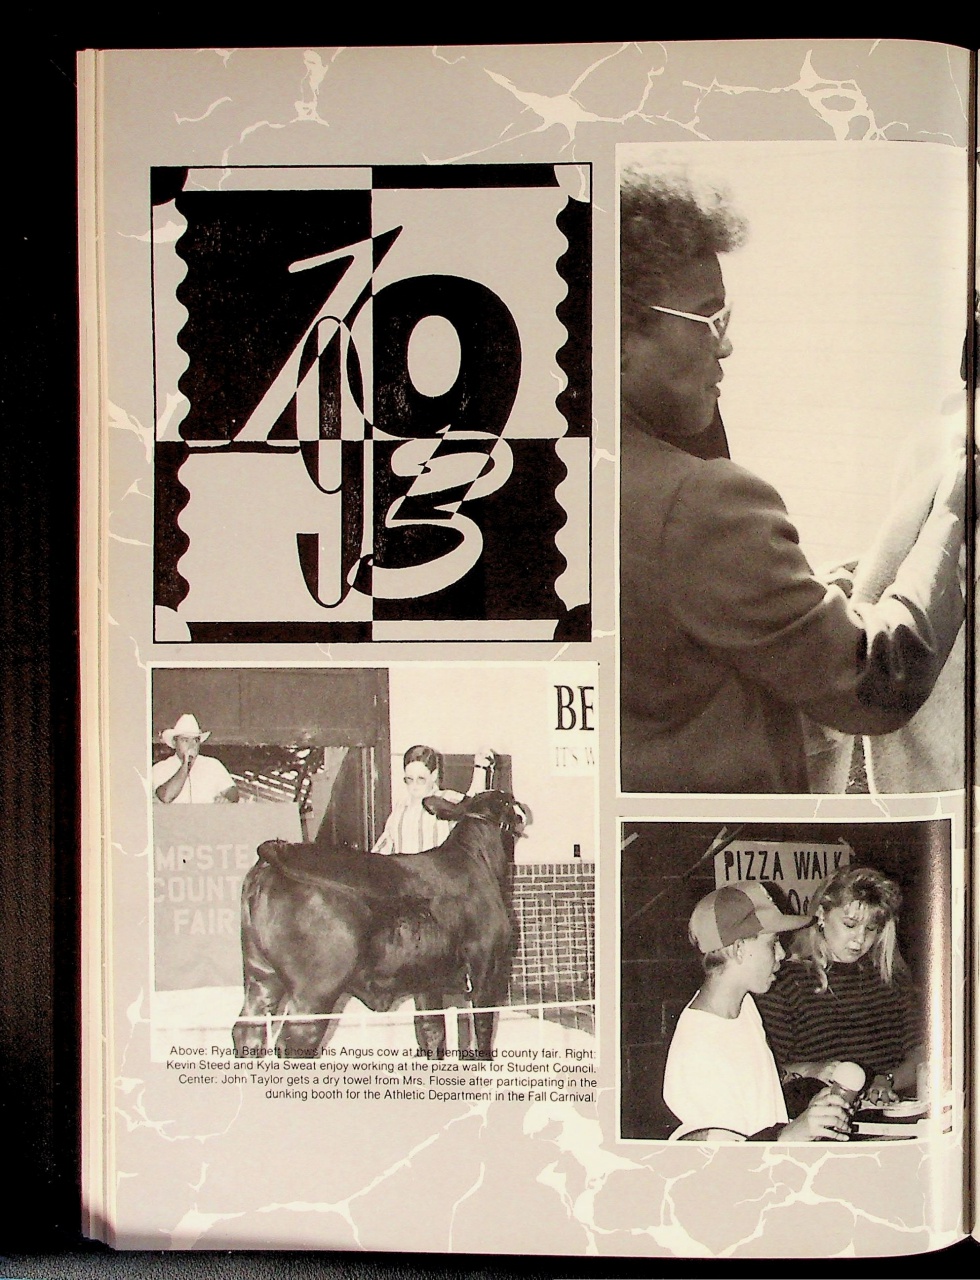 1993
BE
IT'S W
MPSTE
COUNT
FAIR
PIZZA WALK
Above: Ryan Barnett shows his Angus cow at the Hempstead county fair. Right:
Kevin Steed and Kyla Sweat enjoy working at the pizza walk for Student Council.
Center: John Taylor gets a dry towel from Mrs. Flossie after participating in the
dunking booth for the Athletic Department in the Fall Carnival.